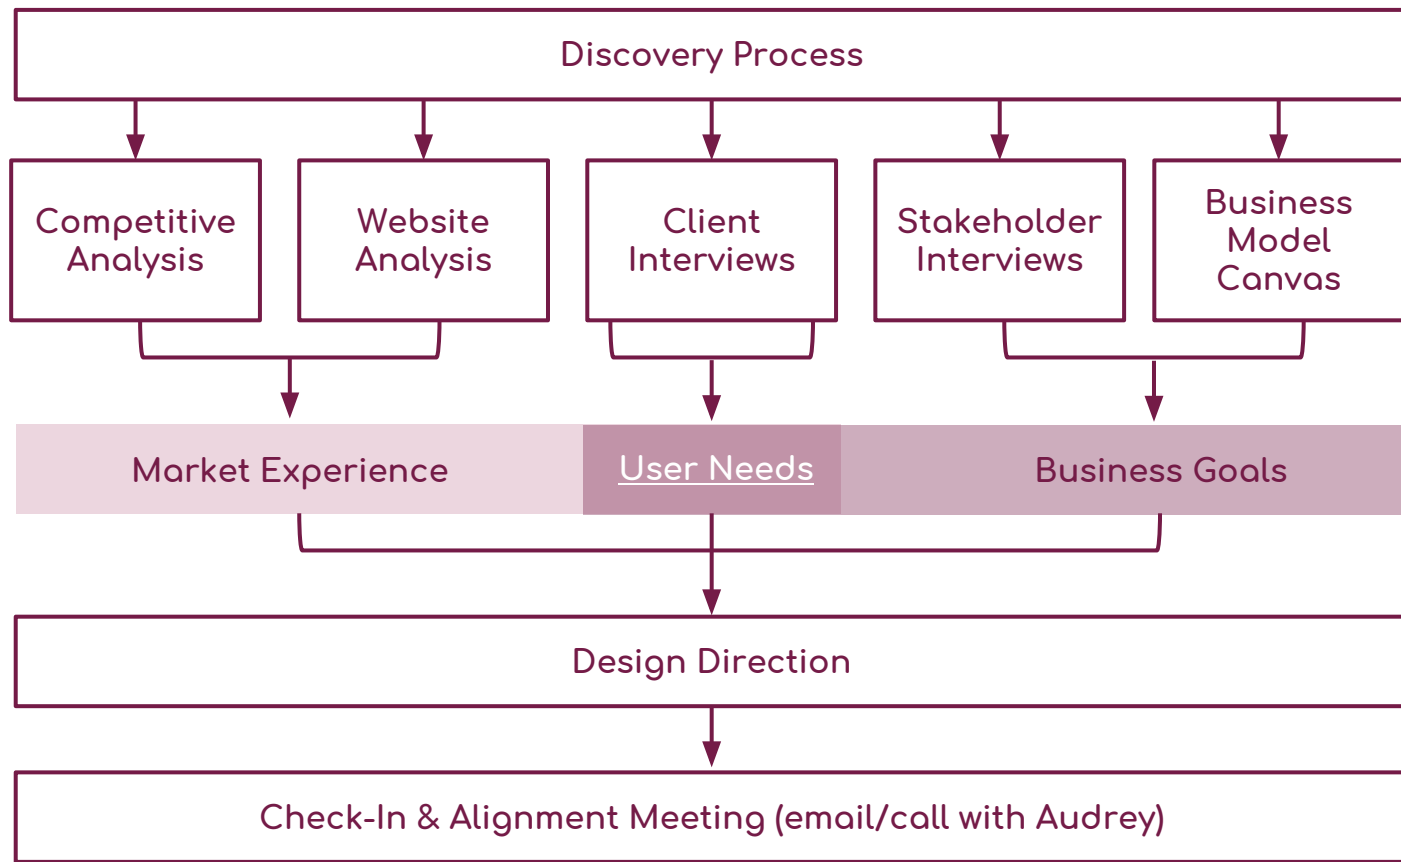 Discovery Process
Competitive
Analysis
Website
Analysis
Client
Interviews
Stakeholder
Interviews
Business
Model
Canvas
Market Experience
User Needs
Business Goals
Design Direction
Check-In & Alignment Meeting (email/call with Audrey)